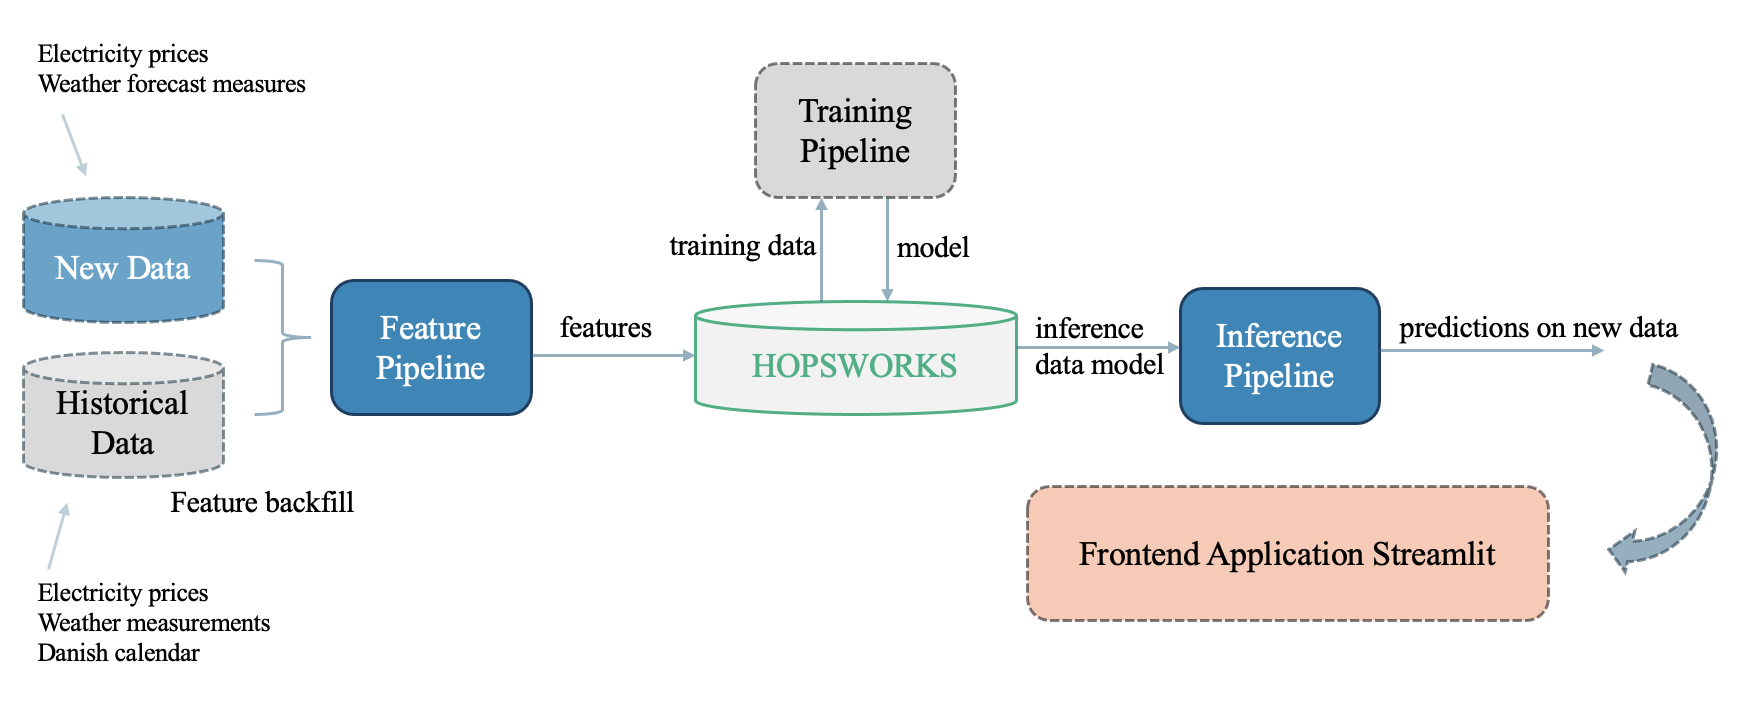 Electricity prices
Weather forecast measures
Training
Pipeline
training data
model
New Data
Feature
Pipeline
features
HOPSWORKS
inference
data model
Inference
Pipeline
predictions on new data
Historical
Data
Feature backfill
Frontend Application Streamlit
Electricity prices
Weather measurements
Danish calendar